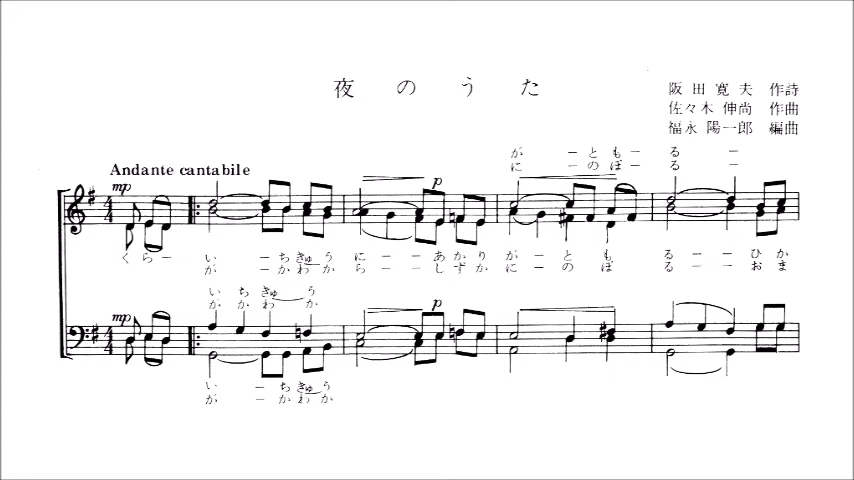 夜のうた
阪田寛夫 作詩
佐々木伸尚 作曲
福永陽一郎 編曲
Andante cantabile
が ー と も ー る ー
に ー の ぼ ー る ー
mp
p
くら ー い ー ちきゅうに ー ー あかりが ー と も る ー ー ひか
が ー かわから ー ー しずかに ー の ぼ る ー ー おま
い ち きゅ う
が か わ か
mp
p
い ー ち きゅ う
が ー か わ か